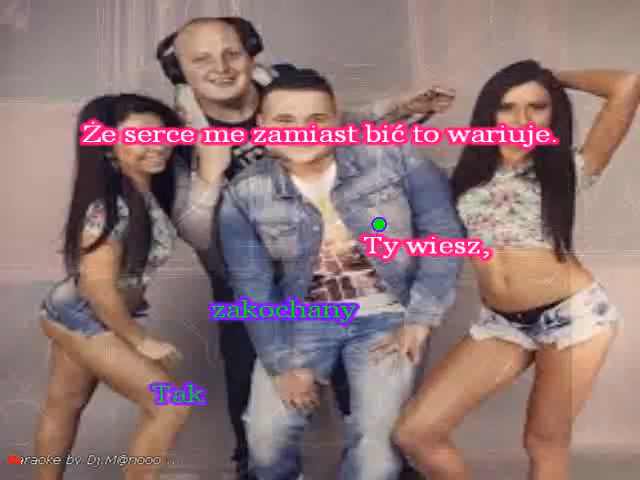 Że serce me zamiast bić to wariuje.
Ty wiesz,
zakochany
Tak
Karaoke by Dj.M@nooo ....